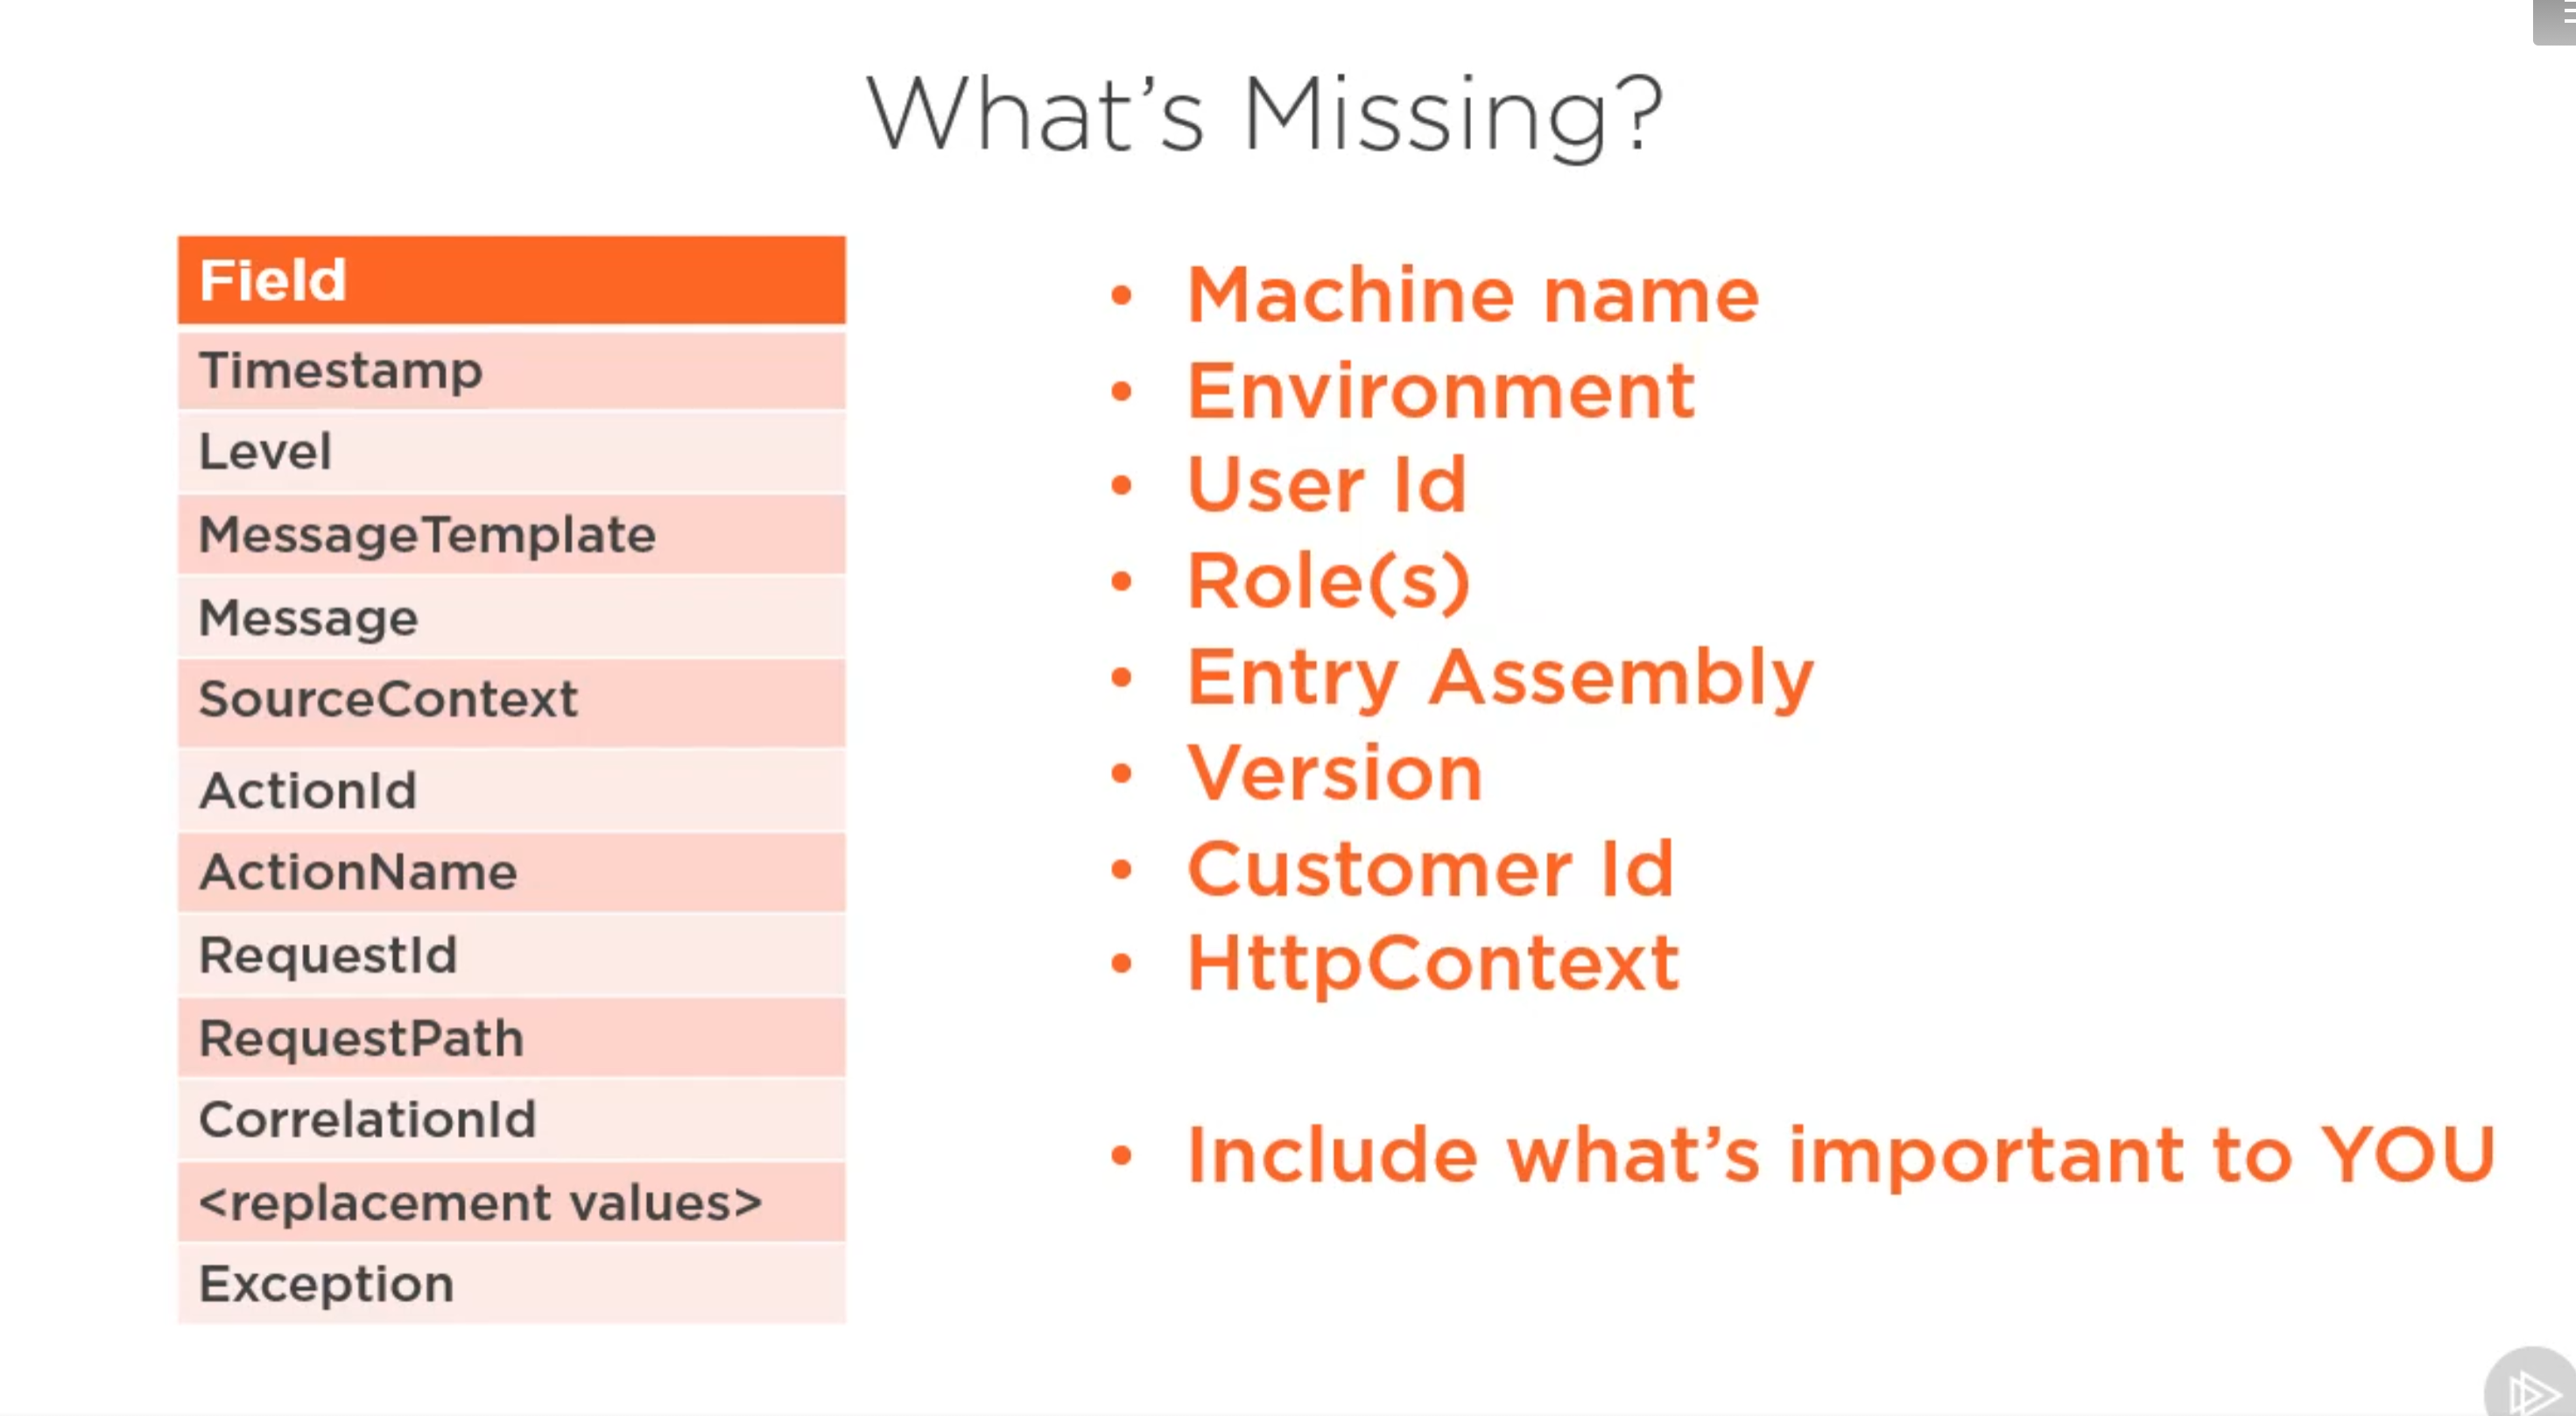 What’s Missing?
Field
Timestamp
Level
MessageTemplate
Message
SourceContext
ActionId
ActionName
RequestId
RequestPath
CorrelationId
<replacement values>
Exception
• Machine name
• Environment
• User Id
• Role(s)
• Entry Assembly
• Version
• Customer Id
• HttpContext
• Include what’s important to YOU